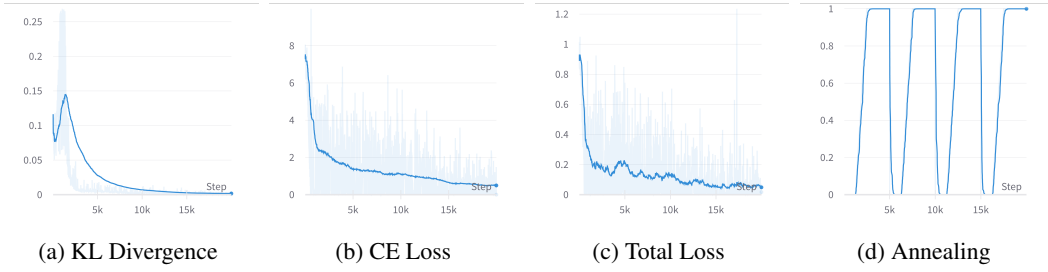 0.25
0.2
0.15
0.1
0.05
0
5k 10k 15k
Step
(a) KL Divergence
8
6
4
2
0
5k 10k 15k
Step
(b) CE Loss
1.2
1
0.8
0.6
0.4
0.2
0
5k 10k 15k
Step
(c) Total Loss
1
0.8
0.6
0.4
0.2
0
5k 10k 15k
Step
(d) Annealing